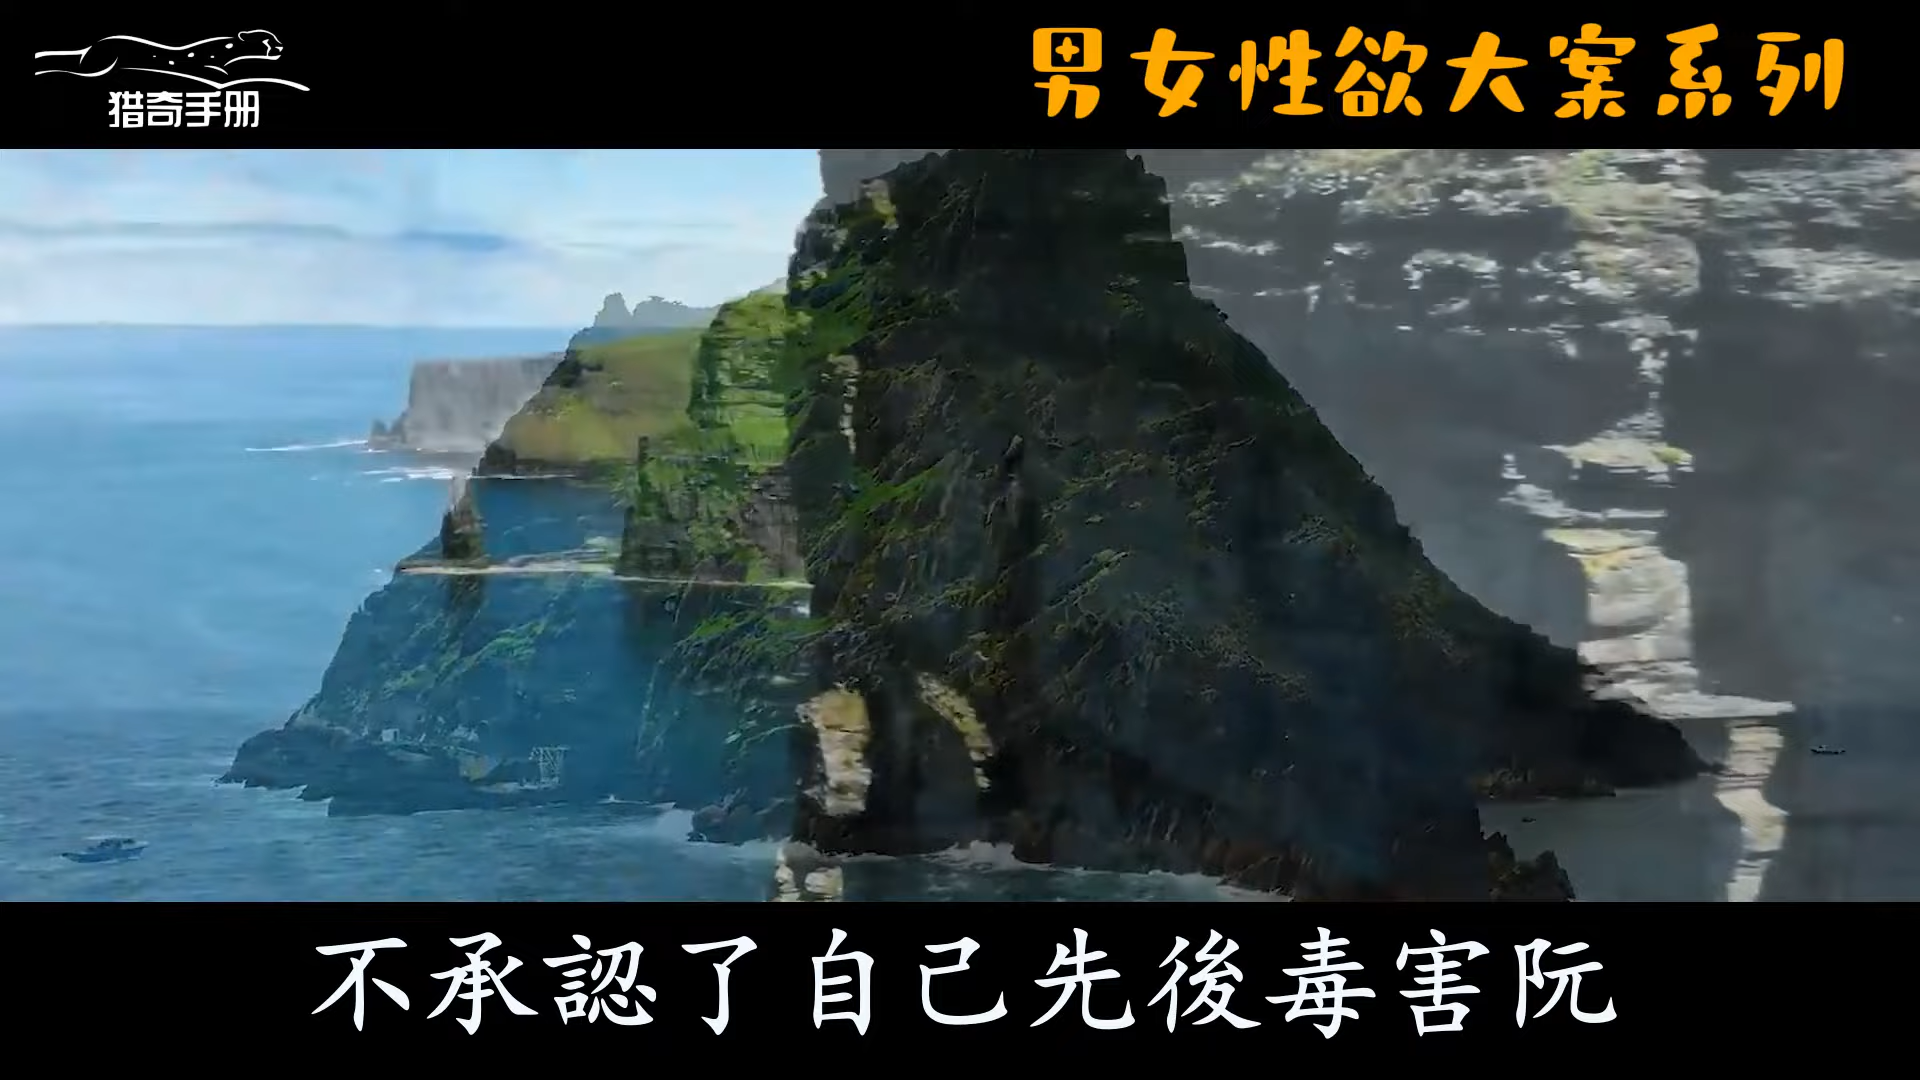 猎奇手册
男女性欲大案系列
不承認了自己先後毒害阮